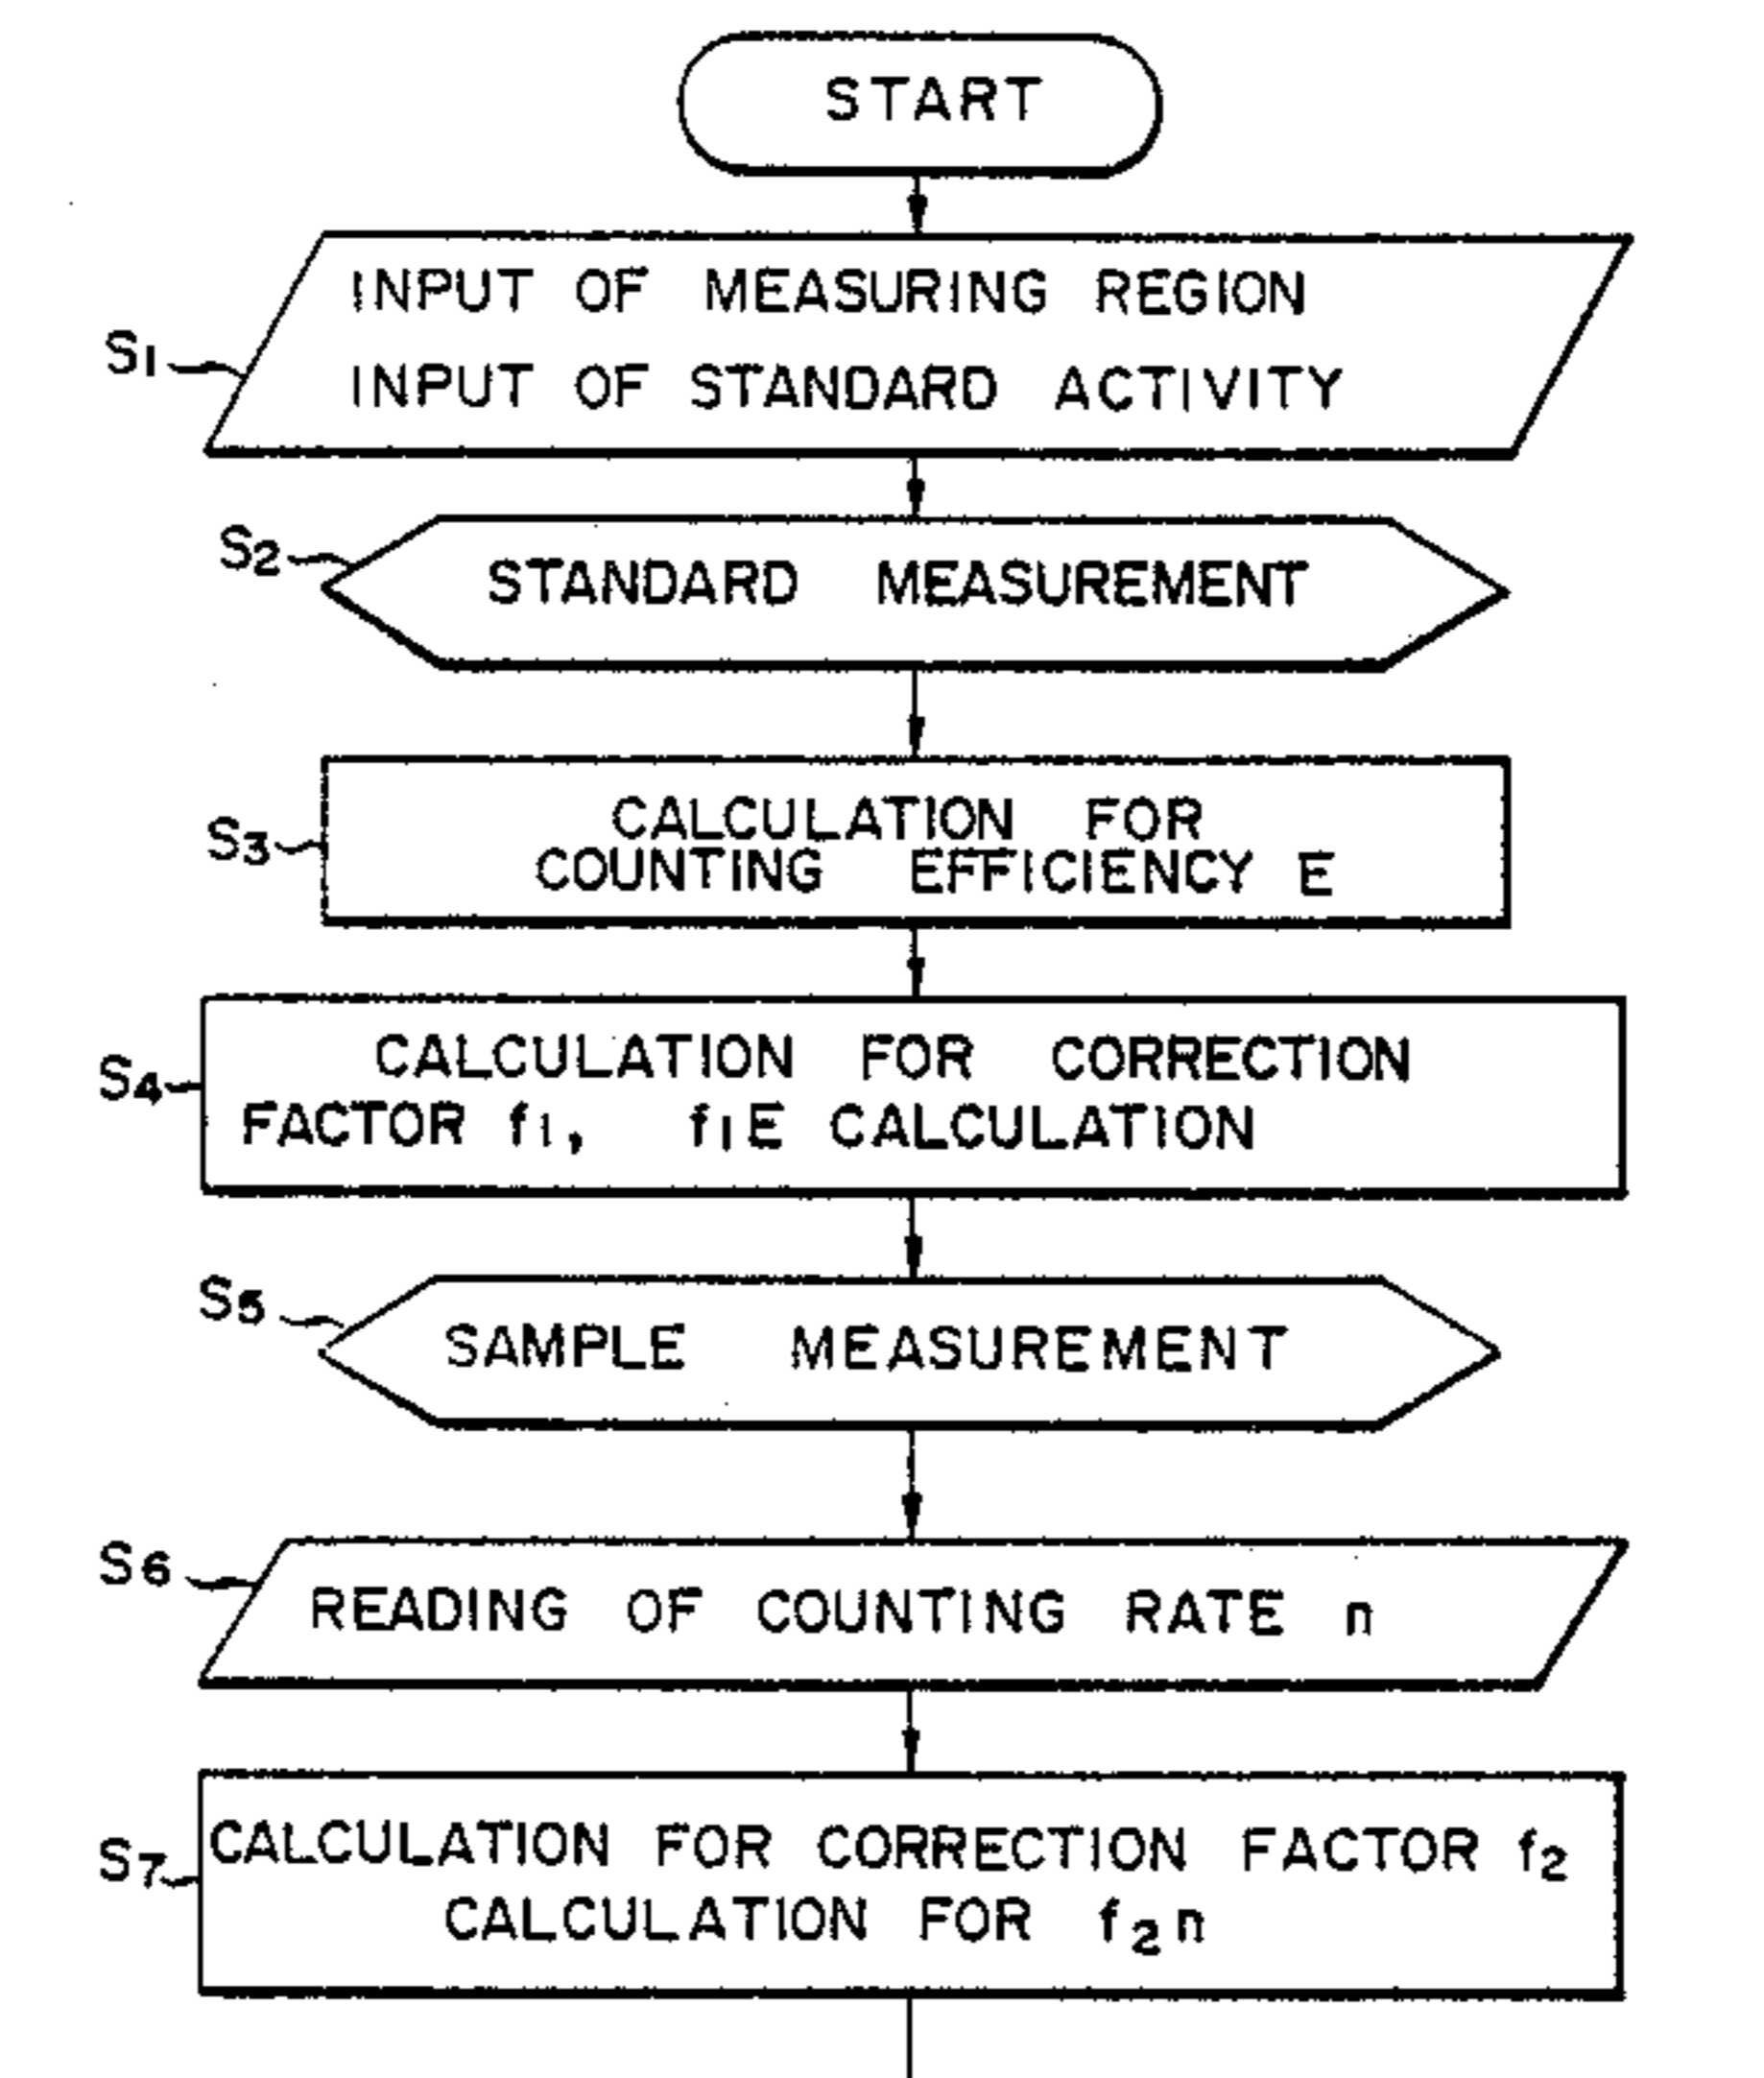 START
INPUT OF MEASURING REGION
S1
INPUT OF STANDARD ACTIVITY
S2
STANDARD MEASUREMENT
CALCULATION FOR
S3
COUNTING EFFICIENCY E
CALCULATION FOR CORRECTION
S4
FACTOR f1, f1E CALCULATION
S5
SAMPLE MEASUREMENT
S6
READING OF COUNTING RATE n
CALCULATION FOR CORRECTION FACTOR f2
S7
CALCULATION FOR f2n